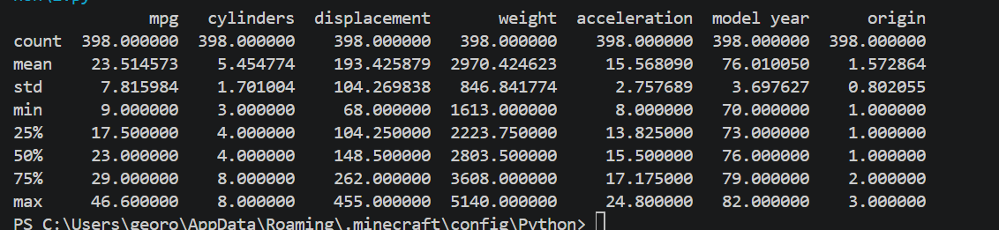 mpg cylinders displacement weight acceleration model year origin
count 398.000000 398.000000 398.000000 398.000000 398.000000 398.000000 398.000000
mean 23.514573 5.454774 193.425879 2970.424623 15.568090 76.010050 1.572864
std 7.815984 1.701004 104.269838 846.841774 2.757689 3.697627 0.802055
min 9.000000 3.000000 68.000000 1613.000000 8.000000 70.000000 1.000000
25% 17.500000 4.000000 104.250000 2223.750000 13.825000 73.000000 1.000000
50% 23.000000 4.000000 148.500000 2803.500000 15.500000 76.000000 1.000000
75% 29.000000 8.000000 262.000000 3608.000000 17.175000 79.000000 2.000000
max 46.600000 8.000000 455.000000 5140.000000 24.800000 82.000000 3.000000
PS C:\Users\georo\AppData\Roaming\.minecraft\config\Python>